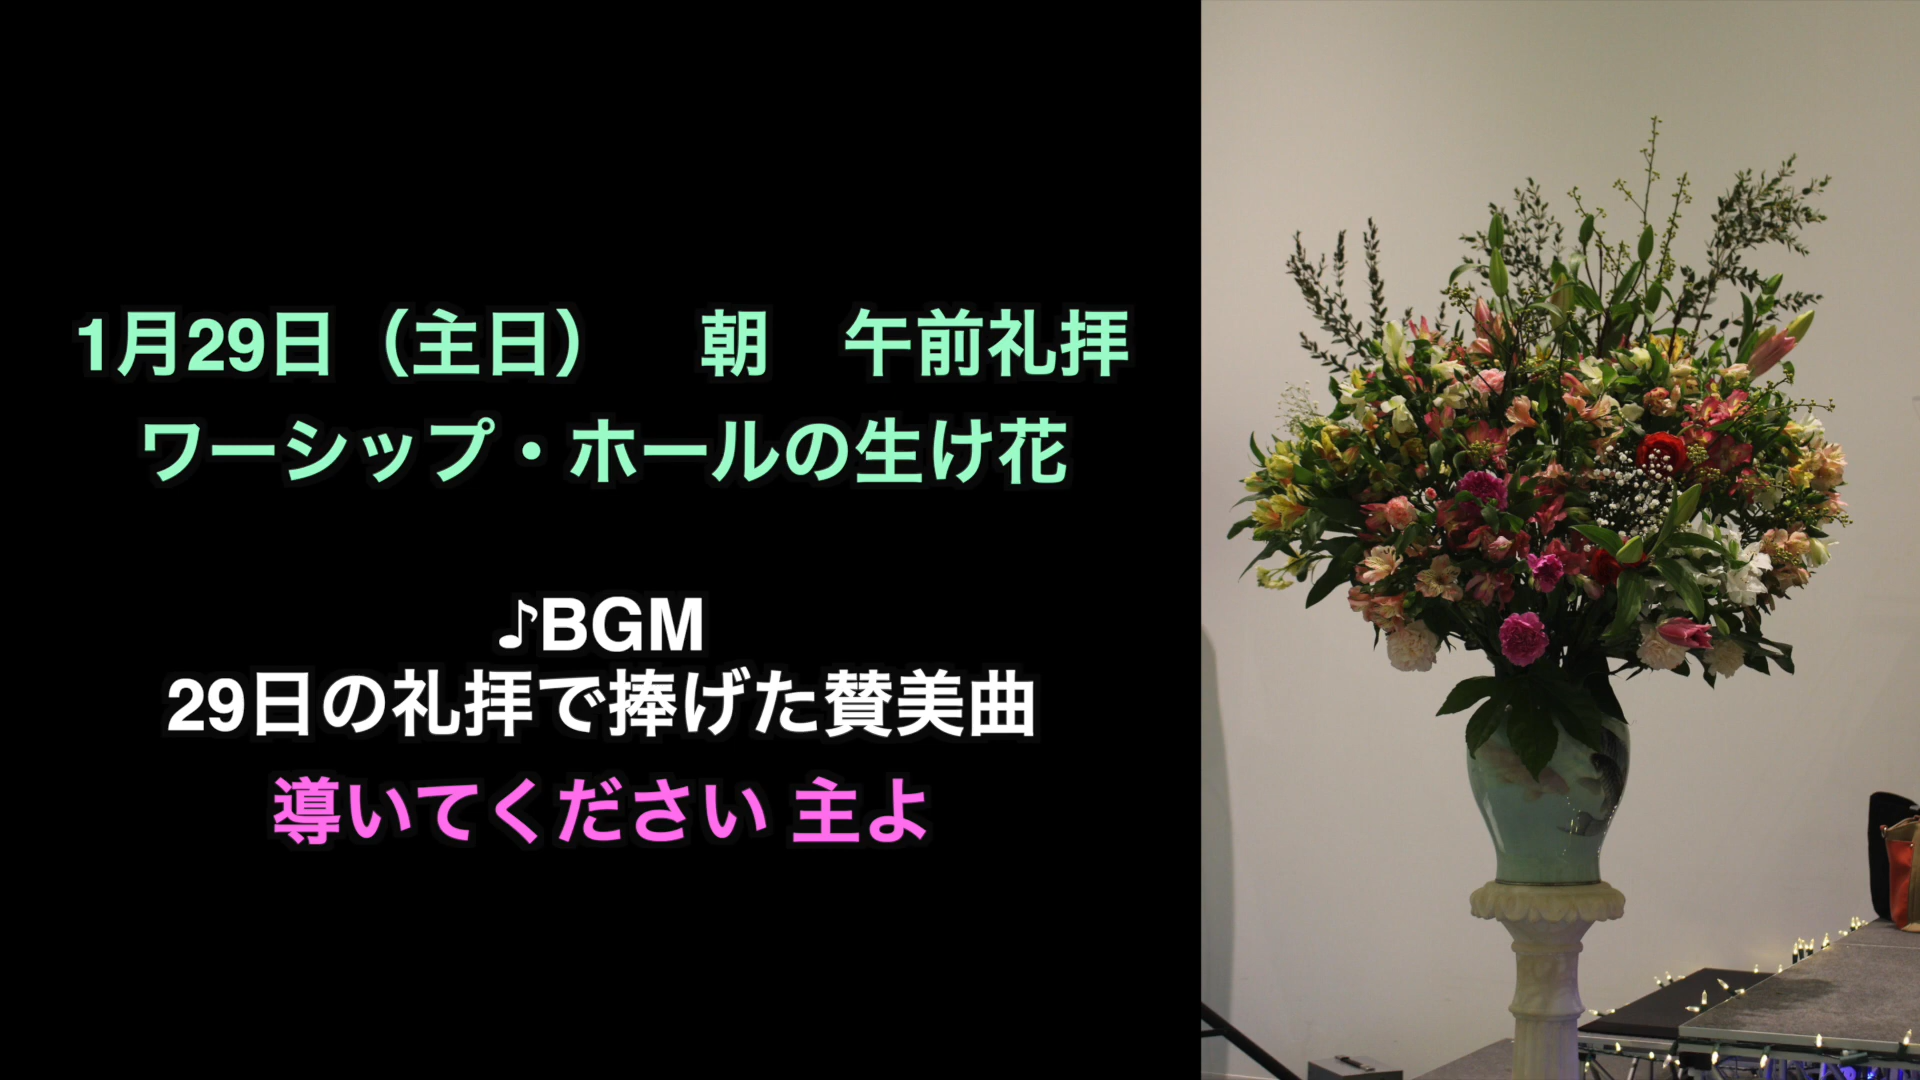 1月29日（主日）　朝　午前礼拝
ワーシップ・ホールの生け花
♪BGM
29日の礼拝で捧げた賛美曲
導いてください 主よ